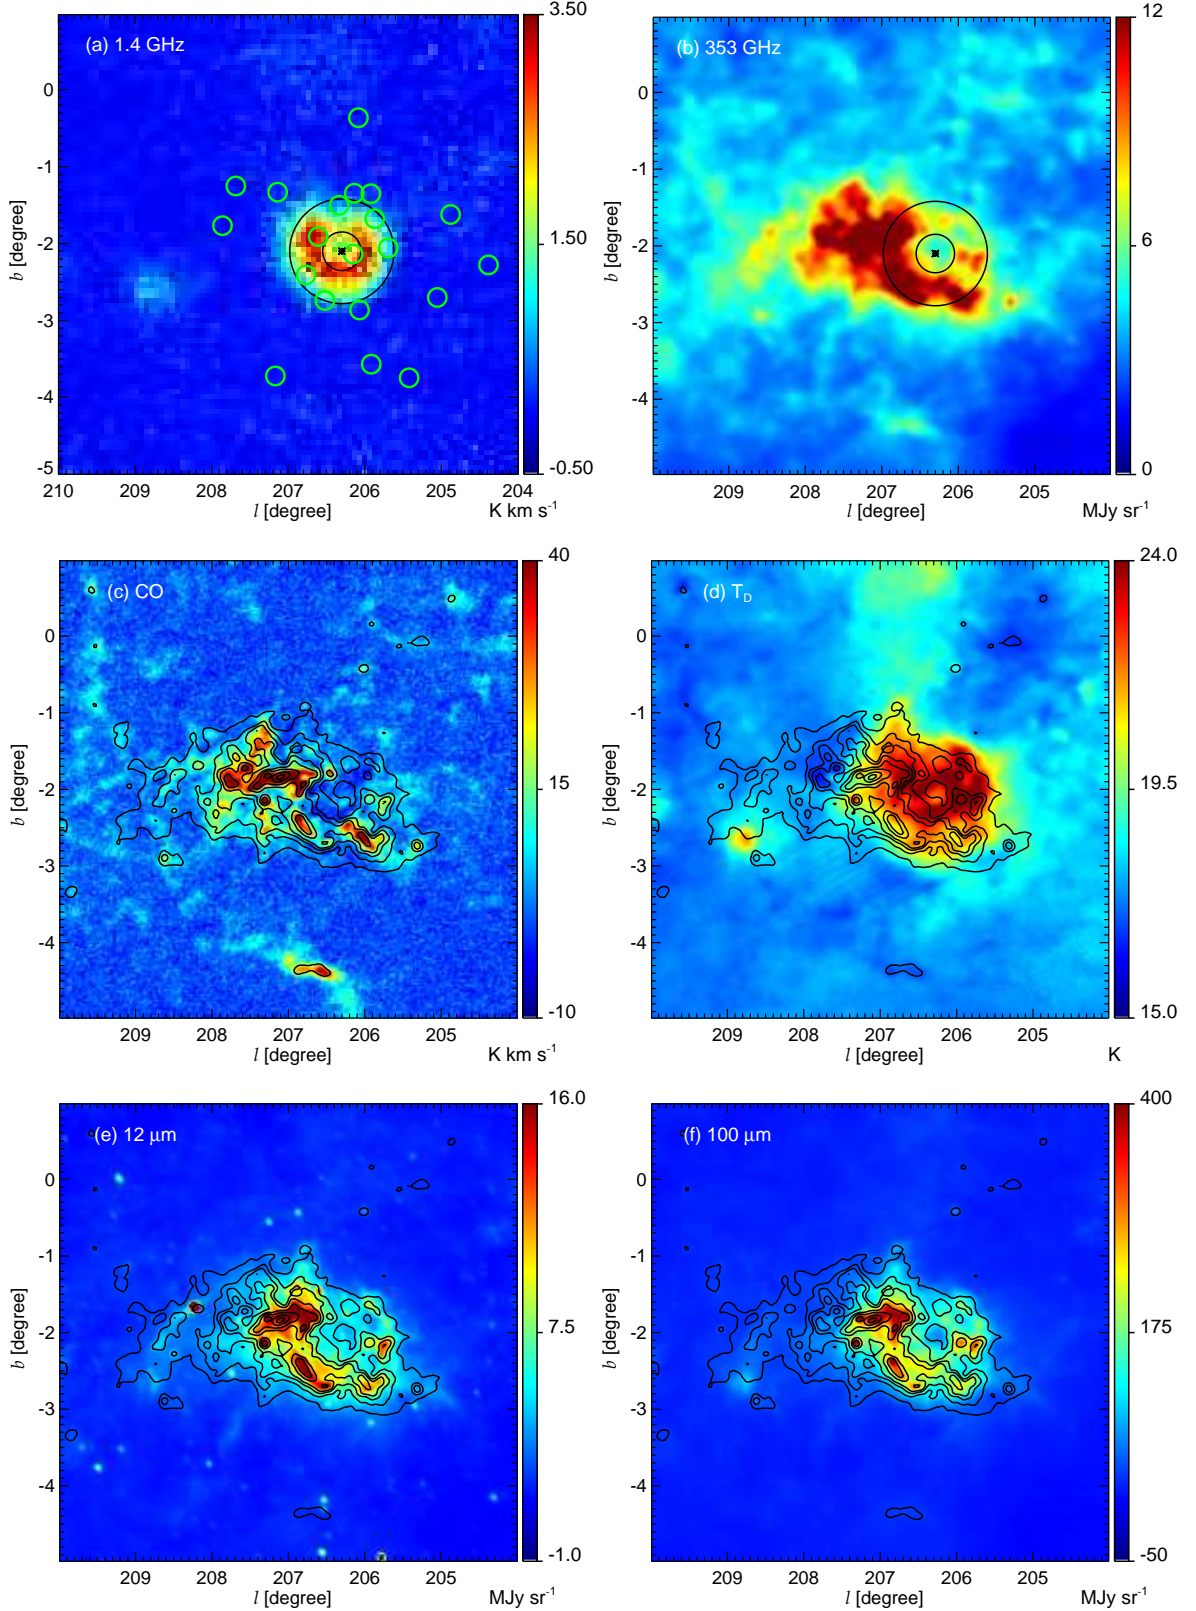 (a) 1.4 GHz
3.50
1.50
-0.50
0
-1
-2
-3
-4
-5
210 209 208 207 206 205 204
b [degree]
l [degree]
K km s-1
(b) 353 GHz
12
6
0
0
-1
-2
-4
209 208 207 206 205
b [degree]
l [degree]
MJy sr-1
(c) CO
40
15
-10
0
-1
-2
-3
-4
209 208 207 206 205
b [degree]
l [degree]
K km s-1
(d) TD
24.0
19.5
15.0
0
-1
-2
-3
-4
209 208 207 206 205
b [degree]
l [degree]
K
(e) 12 μm
16.0
7.5
-1.0
0
-1
-2
-3
-4
209 208 207 206 205
b [degree]
l [degree]
MJy sr-1
(f) 100 μm
400
175
-50
0
-1
-2
-3
-4
209 208 207 206 205
b [degree]
l [degree]
MJy sr-1